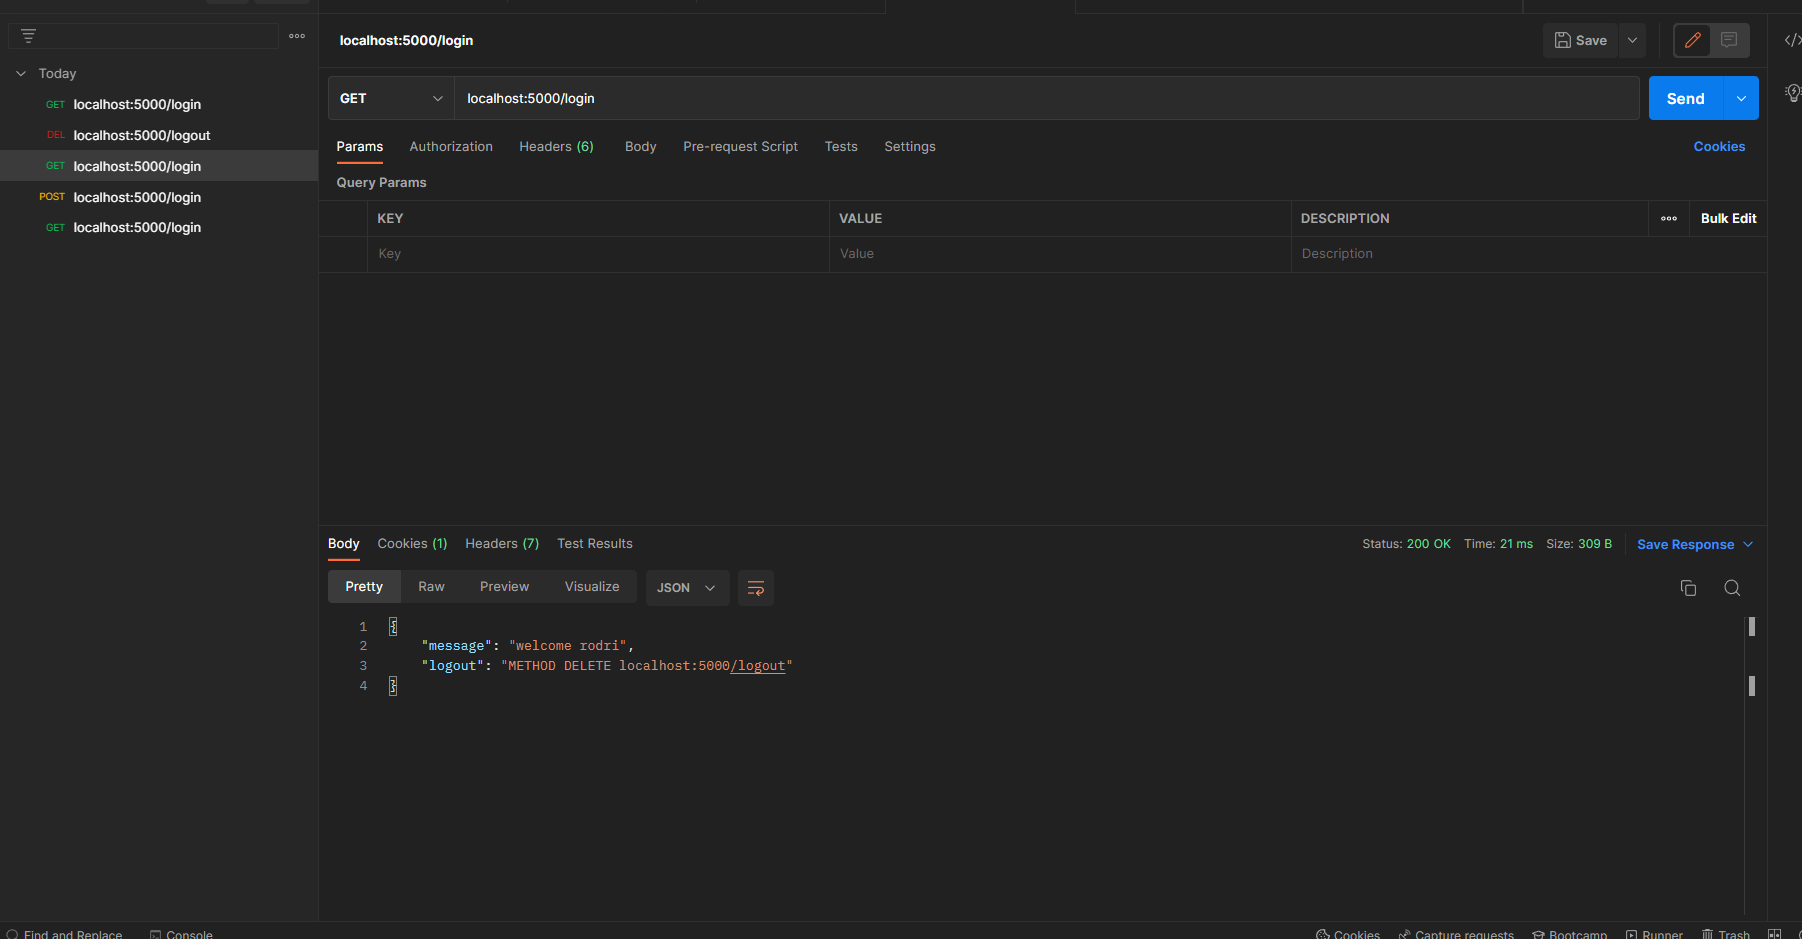 Today
GET localhost:5000/login
DEL localhost:5000/logout
GET localhost:5000/login
POST localhost:5000/login
GET localhost:5000/login
localhost:5000/login
Save
GET localhost:5000/login Send
Params Authorization Headers (6) Body Pre-request Script Tests Settings Cookies
Query Params
KEY VALUE DESCRIPTION Bulk Edit
Key Value Description
Body Cookies (1) Headers (7) Test Results Status: 200 OK Time: 21 ms Size: 309 B Save Response
Pretty Raw Preview Visualize JSON
1 {
2 "message": "welcome rodri",
3 "logout": "METHOD DELETE localhost:5000/logout"
4 }
Find and Replace Console Cookies Capture requests Bootcamp Runner Trash